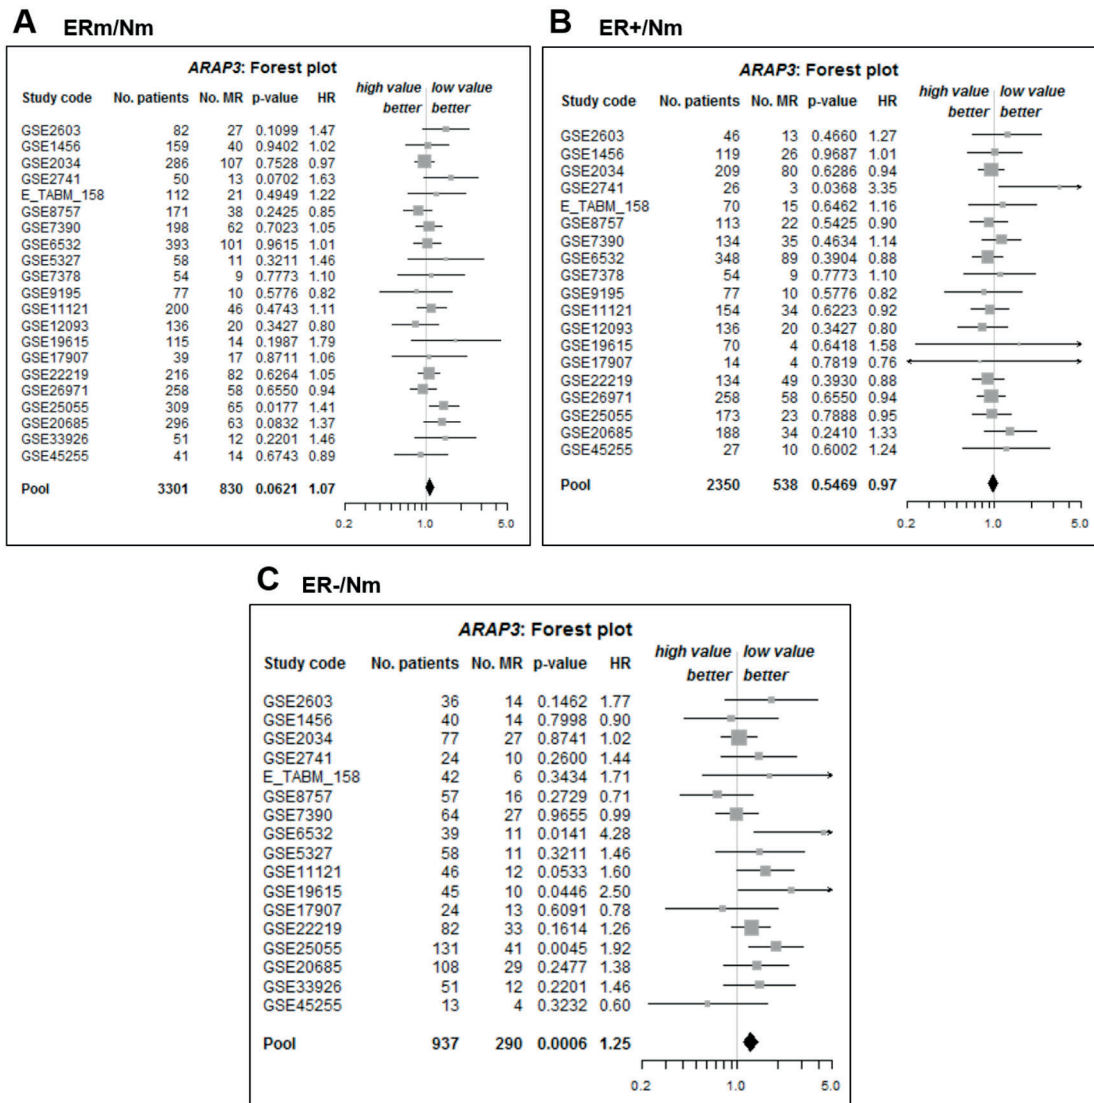 A ERm/Nm
ARAP3: Forest plot
high value low value
Study code No. patients No. MR p-value HR better better
GSE2603 82 27 0.1099 1.47
GSE1456 159 40 0.9402 1.02
GSE2034 286 107 0.7528 0.97
GSE2741 50 13 0.0702 1.63
E_TABM_158 112 21 0.4949 1.22
GSE8757 171 38 0.2425 0.85
GSE7390 198 62 0.7023 1.05
GSE6532 393 101 0.9615 1.01
GSE5327 58 11 0.3211 1.46
GSE7378 54 9 0.7773 1.10
GSE9195 77 10 0.5776 0.82
GSE11121 200 46 0.4743 1.11
GSE12093 136 20 0.3427 0.80
GSE19615 115 14 0.1987 1.79
GSE17907 39 17 0.8711 1.06
GSE22219 216 82 0.6264 1.05
GSE26971 258 58 0.6550 0.94
GSE25055 309 65 0.0177 1.41
GSE20685 296 63 0.0832 1.37
GSE33926 51 12 0.2201 1.46
GSE45255 41 14 0.6743 0.89
Pool 3301 830 0.0621 1.07
0.2 1.0 5.0
B ER+/Nm
ARAP3: Forest plot
high value low value
Study code No. patients No. MR p-value HR better better
GSE2603 46 13 0.4660 1.27
GSE1456 119 26 0.9687 1.01
GSE2034 209 80 0.6286 0.94
GSE2741 26 3 0.0368 3.35
E_TABM_158 70 15 0.6462 1.16
GSE8757 113 22 0.5425 0.90
GSE7390 134 35 0.4634 1.14
GSE6532 348 89 0.3904 0.88
GSE7378 54 9 0.7773 1.10
GSE9195 77 10 0.5776 0.82
GSE11121 154 34 0.6223 0.92
GSE12093 136 20 0.3427 0.80
GSE19615 70 4 0.6418 1.58
GSE17907 14 4 0.7819 0.76
GSE22219 134 49 0.3930 0.88
GSE26971 258 58 0.6550 0.94
GSE25055 173 23 0.7888 0.95
GSE20685 188 34 0.2410 1.33
GSE45255 27 10 0.6002 1.24
Pool 2350 538 0.5469 0.97
0.2 1.0 5.0
C ER-/Nm
ARAP3: Forest plot
high value low value
Study code No. patients No. MR p-value HR better better
GSE2603 36 14 0.1462 1.77
GSE1456 40 14 0.7998 0.90
GSE2034 77 27 0.8741 1.02
GSE2741 24 10 0.2600 1.44
E_TABM_158 42 6 0.3434 1.71
GSE8757 57 16 0.2729 0.71
GSE7390 64 27 0.9655 0.99
GSE6532 39 11 0.0141 4.28
GSE5327 58 11 0.3211 1.46
GSE11121 46 12 0.0533 1.60
GSE19615 45 10 0.0446 2.50
GSE17907 24 13 0.6091 0.78
GSE22219 82 33 0.1614 1.26
GSE25055 131 41 0.0045 1.92
GSE20685 108 29 0.2477 1.38
GSE33926 51 12 0.2201 1.46
GSE45255 13 4 0.3232 0.60
Pool 937 290 0.0006 1.25
0.2 1.0 5.0